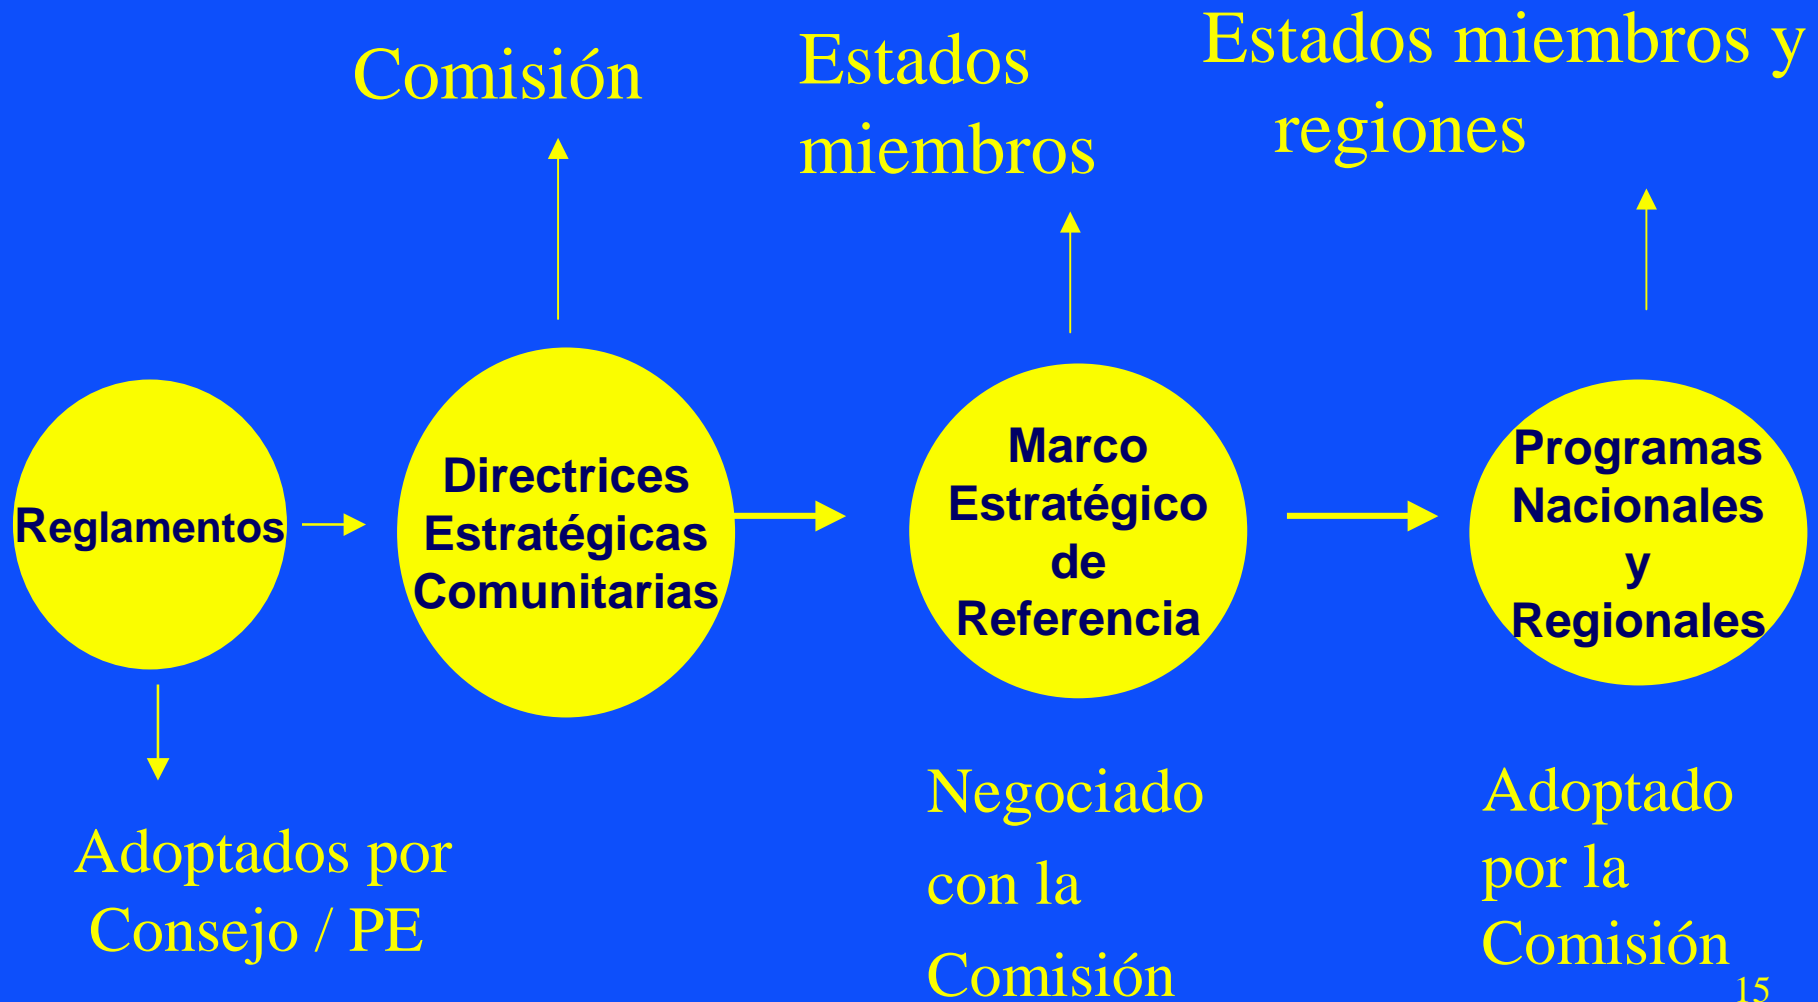 Comisión
Estados
miembros
Estados miembros y
regiones
Reglamentos
Directrices
Estratégicas
Comunitarias
Marco
Estratégico
de
Referencia
Programas
Nacionales
y
Regionales
Adoptados por
Consejo / PE
Negociado
con la
Comisión
Adoptado
por la
Comisión
15